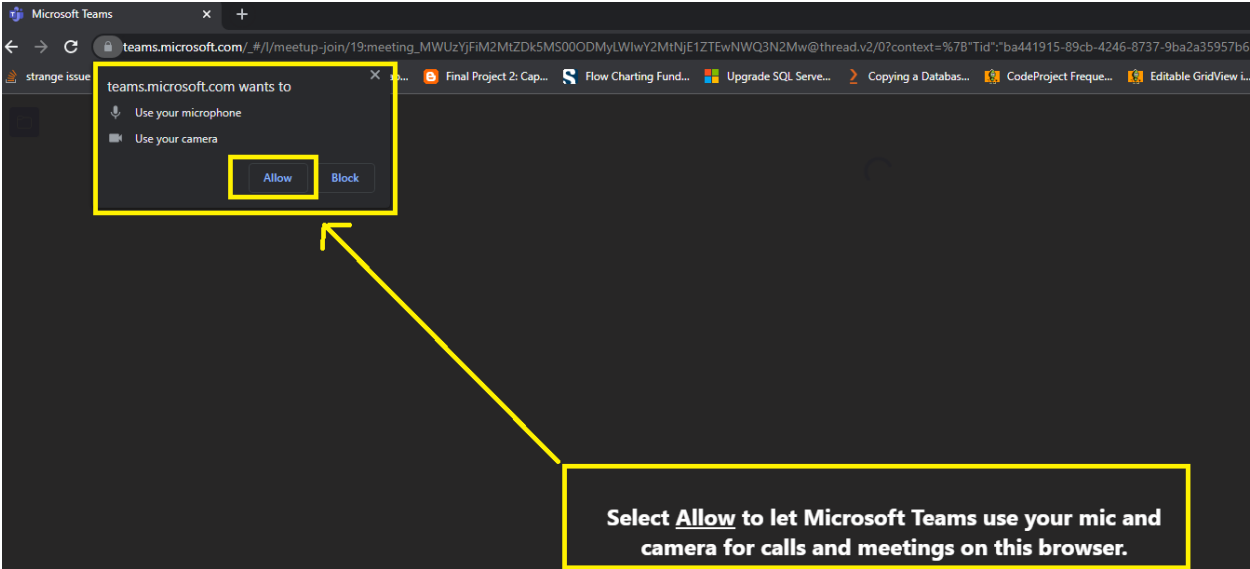 Microsoft Teams
teams.microsoft.com/_#/l/meetup-join/19:meeting_MWUzYjFiM2MtZDk5MS00ODMyLWIwY2MtNjE1ZTEwNWQ3N2Mw@thread.v2/0?context=%7B"Tid":"ba441915-89cb-4246-8737-9ba2a35957b6
strange issue
Final Project 2: Cap...
Flow Charting Fund...
Upgrade SQL Serve...
Copying a Databas...
CodeProject Freque...
Editable GridView i...
teams.microsoft.com wants to
Use your microphone
Use your camera
Allow
Block
Select Allow to let Microsoft Teams use your mic and
camera for calls and meetings on this browser.